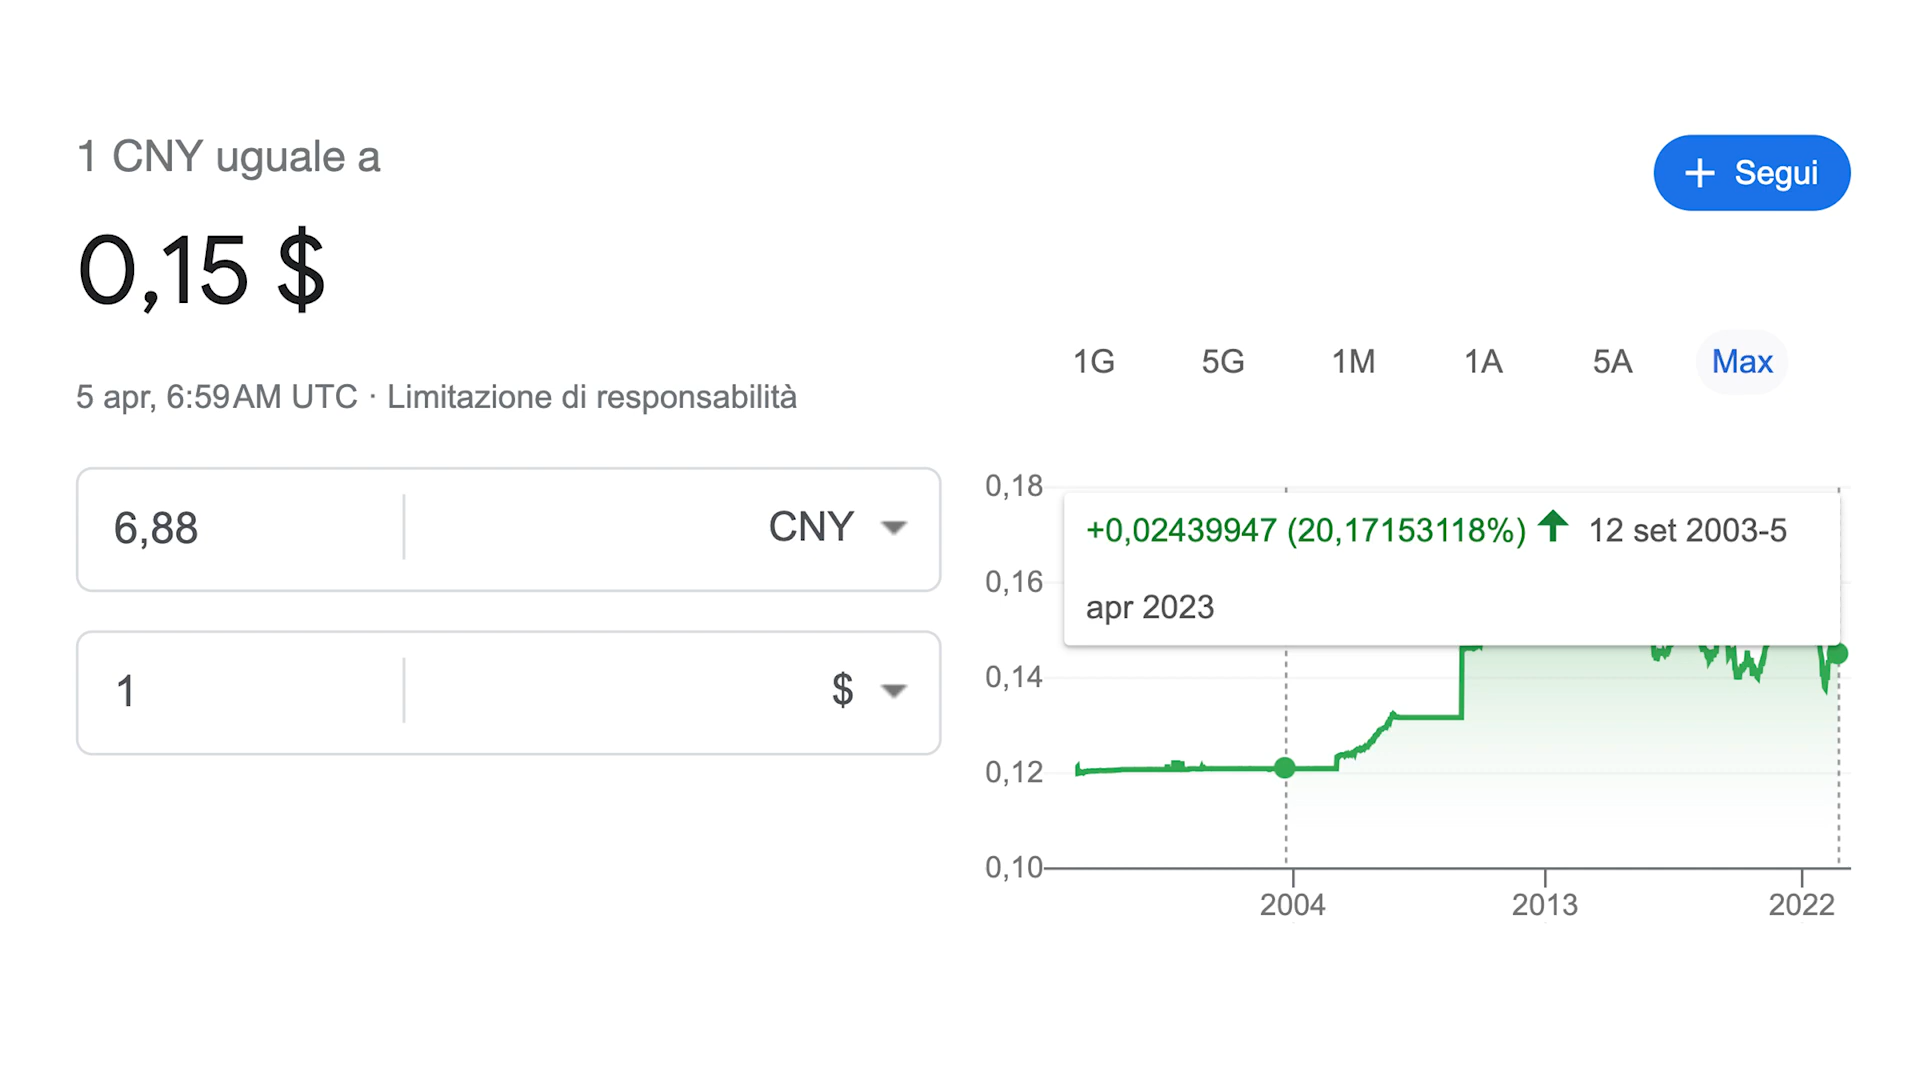 1 CNY uguale a
+ Segui
0,15 $
1G 5G 1M 1A 5A Max
5 apr, 6:59 AM UTC · Limitazione di responsabilità
6,88 CNY
1 $
0,18
+0,02439947 (20,17153118%) 12 set 2003-5
apr 2023
0,16
0,14
0,12
0,10
2004 2013 2022